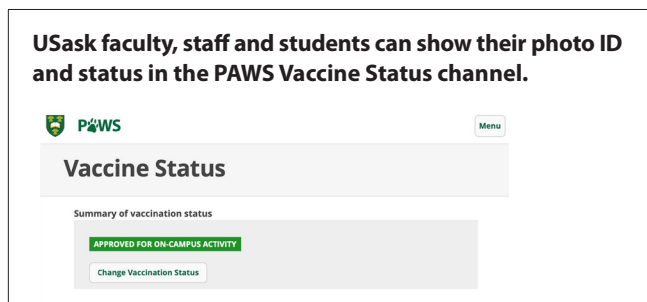 USask faculty, staff and students can show their photo ID
and status in the PAWS Vaccine Status channel.
PAWS
Menu
Vaccine Status
Summary of vaccination status
APPROVED FOR ON-CAMPUS ACTIVITY
Change Vaccination Status